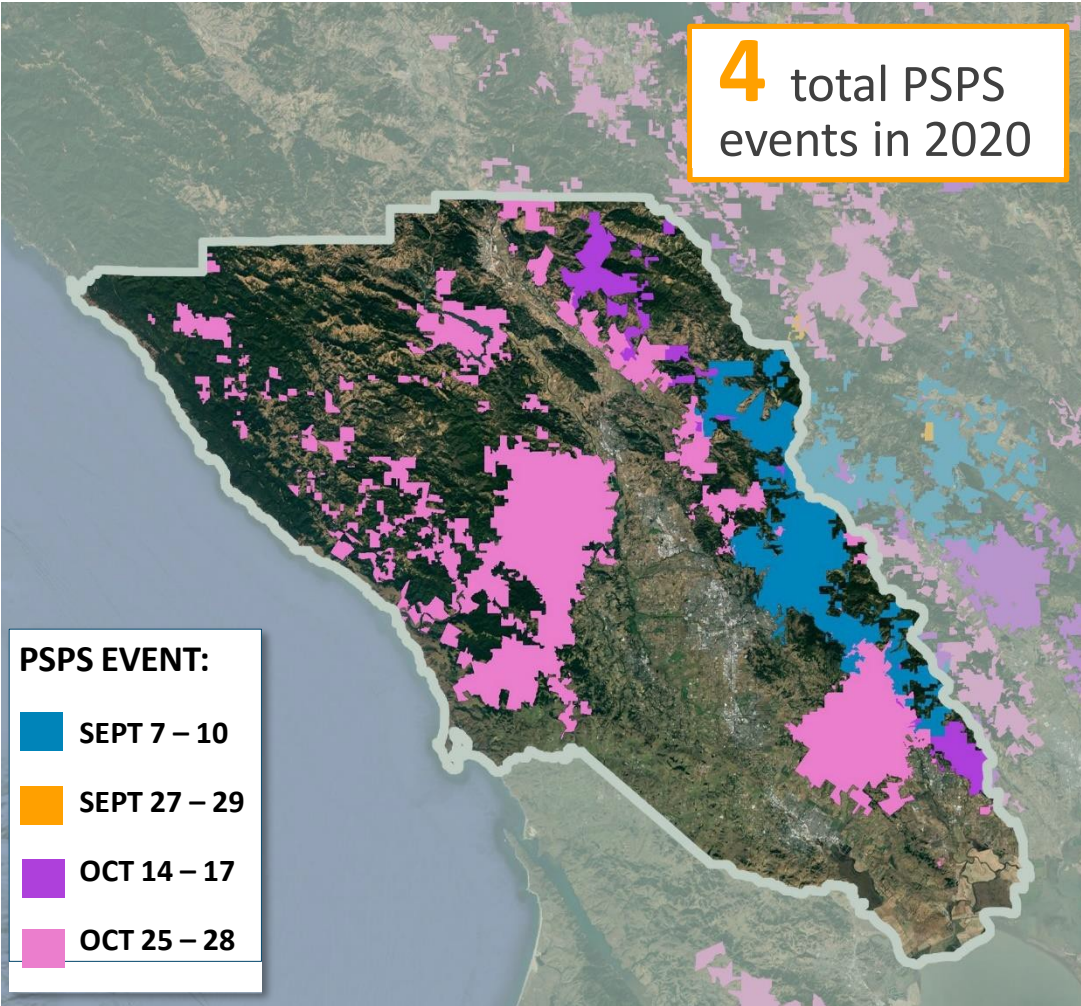 4 total PSPS
events in 2020
PSPS EVENT:
SEPT 7 – 10
SEPT 27 – 29
OCT 14 – 17
OCT 25 – 28